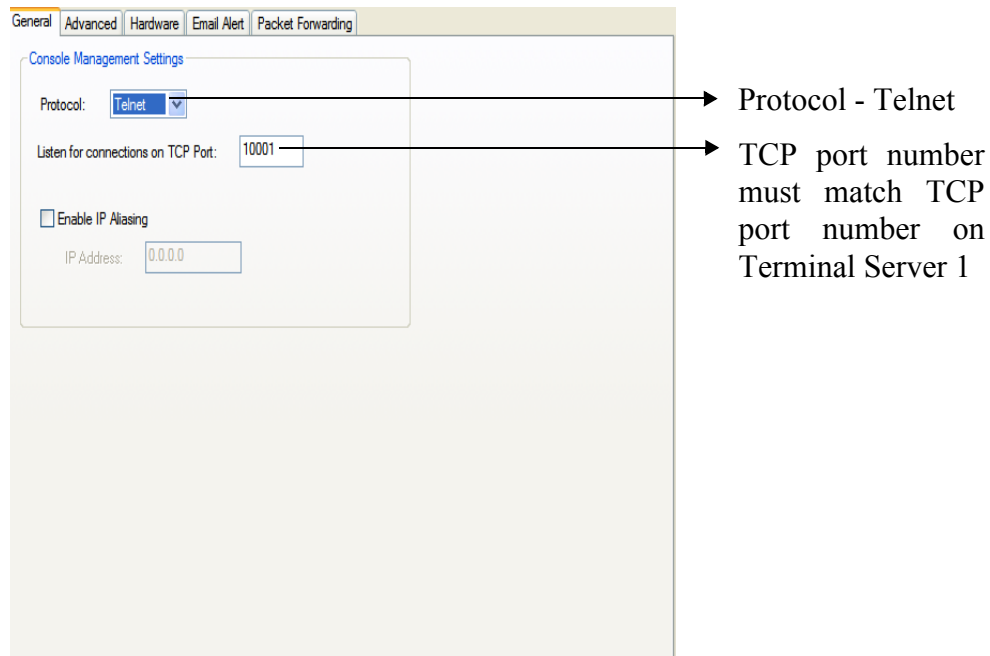 General Advanced Hardware Email Alert Packet Forwarding
Console Management Settings
Protocol: Telnet
Listen for connections on TCP Port: 10001
Enable IP Aliasing
IP Address: 0.0.0.0
Protocol - Telnet
TCP port number
must match TCP
port number on
Terminal Server 1